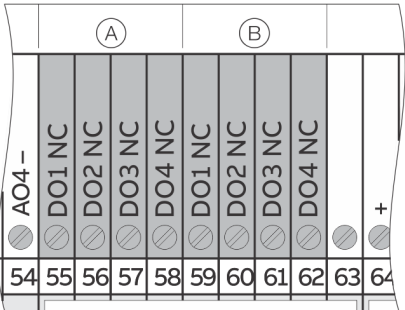 A B
AO4– DO1 NC DO2 NC DO3 NC DO4 NC DO1 NC DO2 NC DO3 NC DO4 NC +
54 55 56 57 58 59 60 61 62 63 64